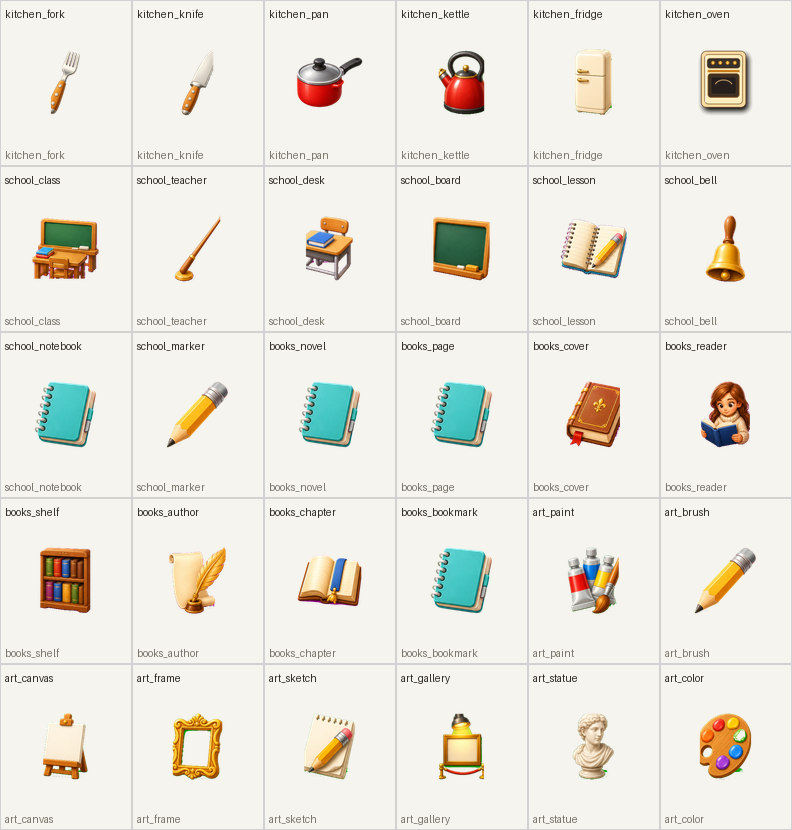 kitchen_fork kitchen_knife kitchen_pan kitchen_kettle kitchen_fridge kitchen_oven
kitchen_fork kitchen_knife kitchen_pan kitchen_kettle kitchen_fridge kitchen_oven
school_class school_teacher school_desk school_board school_lesson school_bell
school_class school_teacher school_desk school_board school_lesson school_bell
school_notebook school_marker books_novel books_page books_cover books_reader
school_notebook school_marker books_novel books_page books_cover books_reader
books_shelf books_author books_chapter books_bookmark art_paint art_brush
books_shelf books_author books_chapter books_bookmark art_paint art_brush
art_canvas art_frame art_sketch art_gallery art_statue art_color
art_canvas art_frame art_sketch art_gallery art_statue art_color